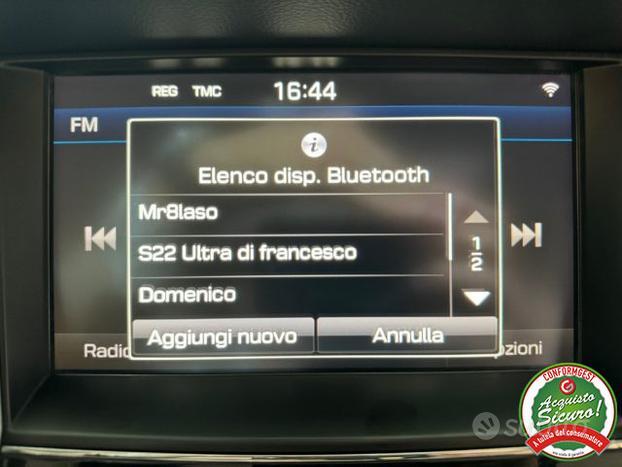 REG TMC 16:44
FM
Elenco disp. Bluetooth
Mr8laso
S22 Ultra di francesco
1/2
Domenico
Aggiungi nuovo Annulla
Radio
pzioni
CONFORMGEST
Acquisto
Sicuro!
A tutela del consumatore